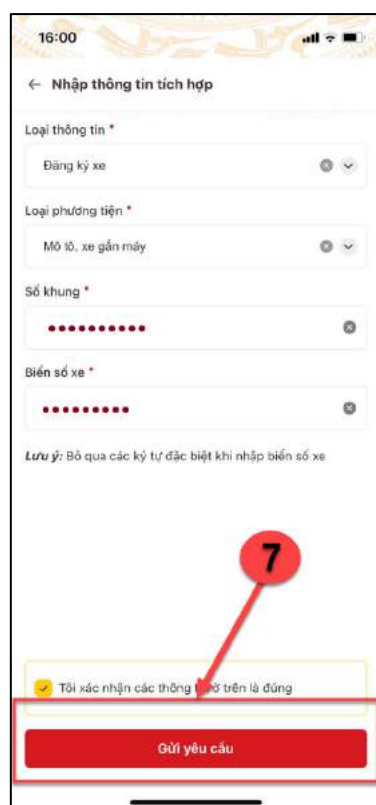 16:00
← Nhập thông tin tích hợp
Loại thông tin *
Đăng ký xe
Loại phương tiện *
Mô tô, xe gắn máy
Số khung *
••••••••••
Biển số xe *
•••••••••
Lưu ý: Bỏ qua các ký tự đặc biệt khi nhập biển số xe
7
Tôi xác nhận các thông trên là đúng
Gửi yêu cầu